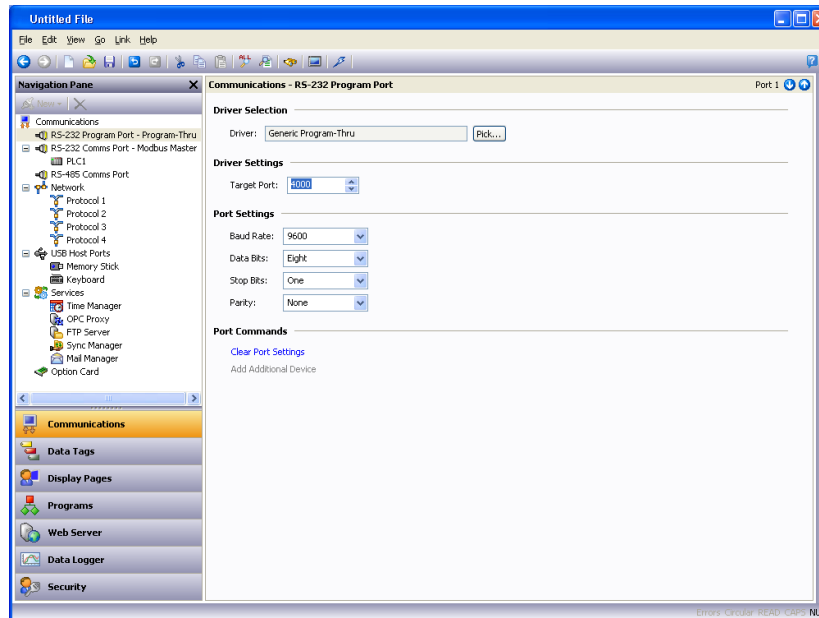 Untitled File
File Edit View Go Link Help
Navigation Pane X
Communications - RS-232 Program Port
Port 1
New
Communications
RS-232 Program Port - Program-Thru
RS-232 Comms Port - Modbus Master
PLC1
RS-485 Comms Port
Network
Protocol 1
Protocol 2
Protocol 3
Protocol 4
USB Host Ports
Memory Stick
Keyboard
Services
Time Manager
OPC Proxy
FTP Server
Sync Manager
Mail Manager
Option Card
Communications
Data Tags
Display Pages
Programs
Web Server
Data Logger
Security
Driver Selection
Driver: Generic Program-Thru Pick...
Driver Settings
Target Port: 4000
Port Settings
Baud Rate: 9600
Data Bits: Eight
Stop Bits: One
Parity: None
Port Commands
Clear Port Settings
Add Additional Device
Errors Circular READ CAPS